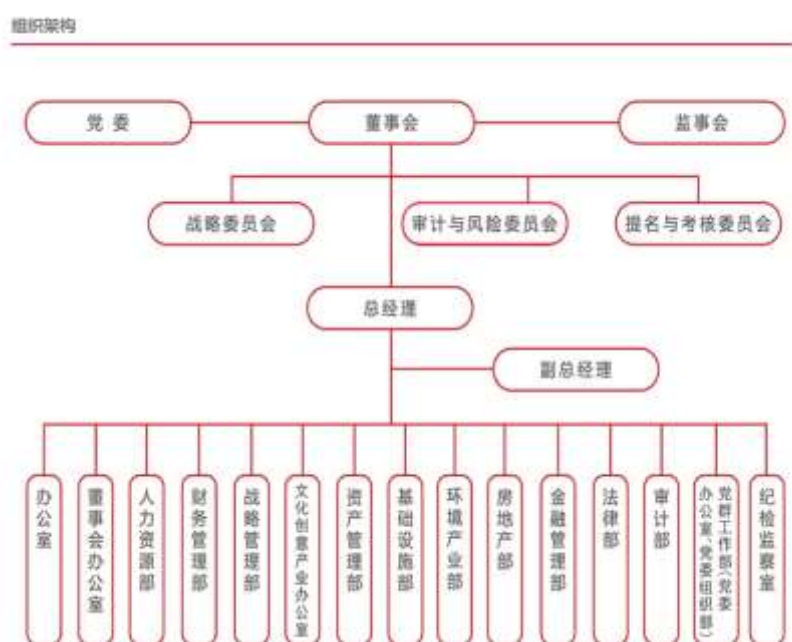 组织架构
党 委
董事会
监事会
战略委员会
审计与风险委员会
提名与考核委员会
总经理
副总经理
办公室
董事会办公室
人力资源部
财务管理部
战略管理部
文化创意产业办公室
资产管理部
基础设施部
环境产业部
房地产部
金融管理部
法律部
审计部
党群工作部(党委
办公室、党委组织部)
纪检监察室